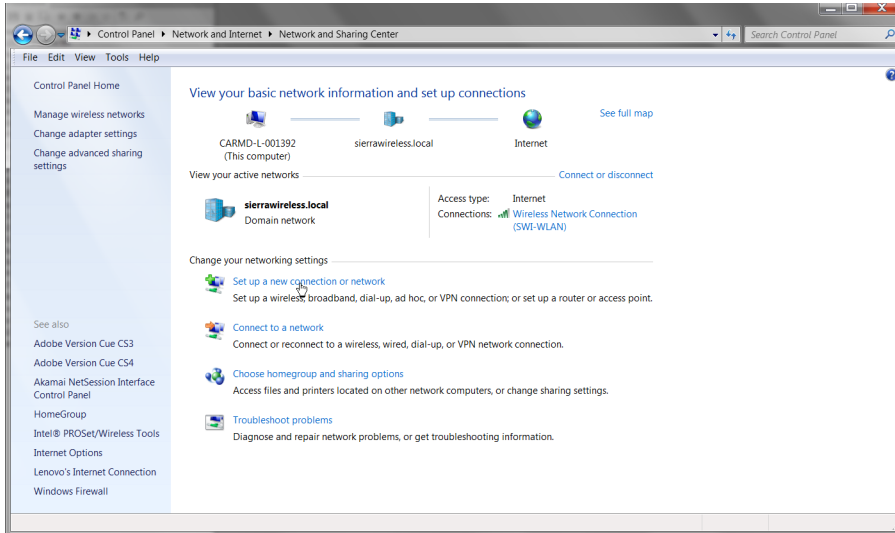 Control Panel ▸ Network and Internet ▸ Network and Sharing Center
Search Control Panel
File Edit View Tools Help
Control Panel Home
Manage wireless networks
Change adapter settings
Change advanced sharing
settings
See also
Adobe Version Cue CS3
Adobe Version Cue CS4
Akamai NetSession Interface
Control Panel
HomeGroup
Intel® PROSet/Wireless Tools
Internet Options
Lenovo's Internet Connection
Windows Firewall
View your basic network information and set up connections
See full map
CARMD-L-001392
(This computer)
sierrawireless.local
Internet
View your active networks
Connect or disconnect
sierrawireless.local
Domain network
Access type: Internet
Connections: Wireless Network Connection
(SWI-WLAN)
Change your networking settings
Set up a new connection or network
Set up a wireless, broadband, dial-up, ad hoc, or VPN connection; or set up a router or access point.
Connect to a network
Connect or reconnect to a wireless, wired, dial-up, or VPN network connection.
Choose homegroup and sharing options
Access files and printers located on other network computers, or change sharing settings.
Troubleshoot problems
Diagnose and repair network problems, or get troubleshooting information.